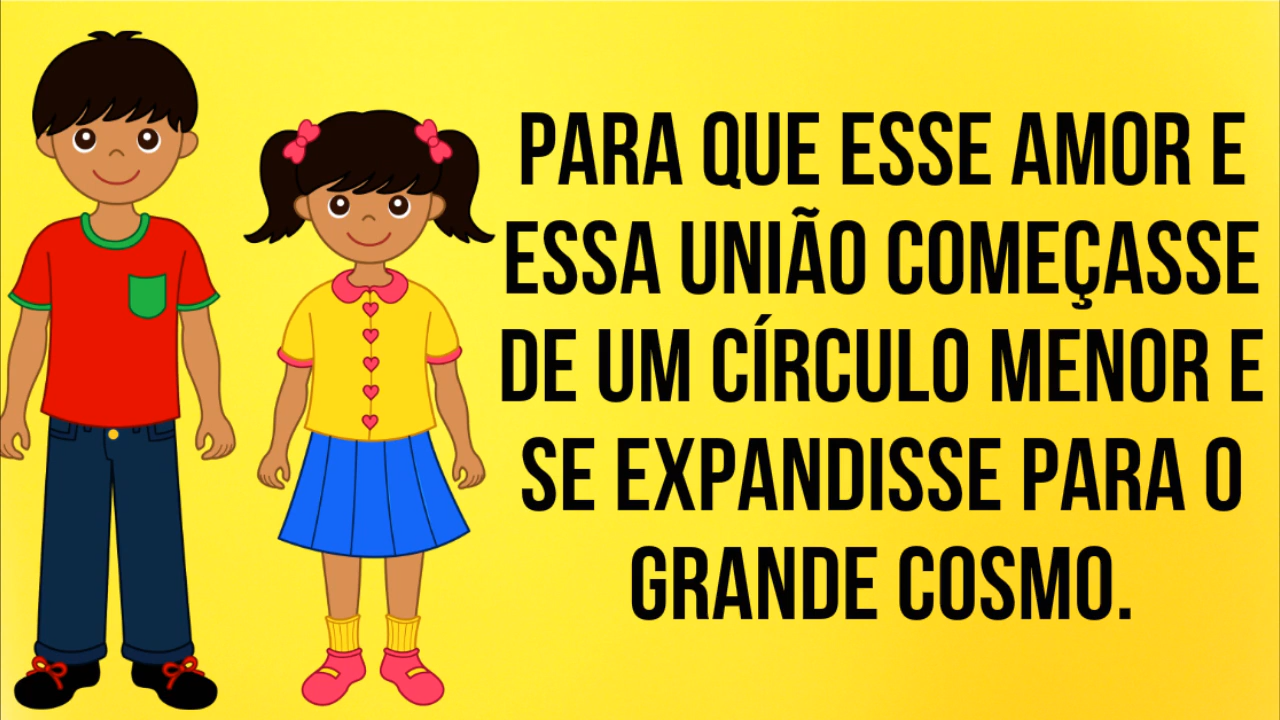 PARA QUE ESSE AMOR E
ESSA UNIÃO COMEÇASSE
DE UM CÍRCULO MENOR E
SE EXPANDISSE PARA O
GRANDE COSMO.